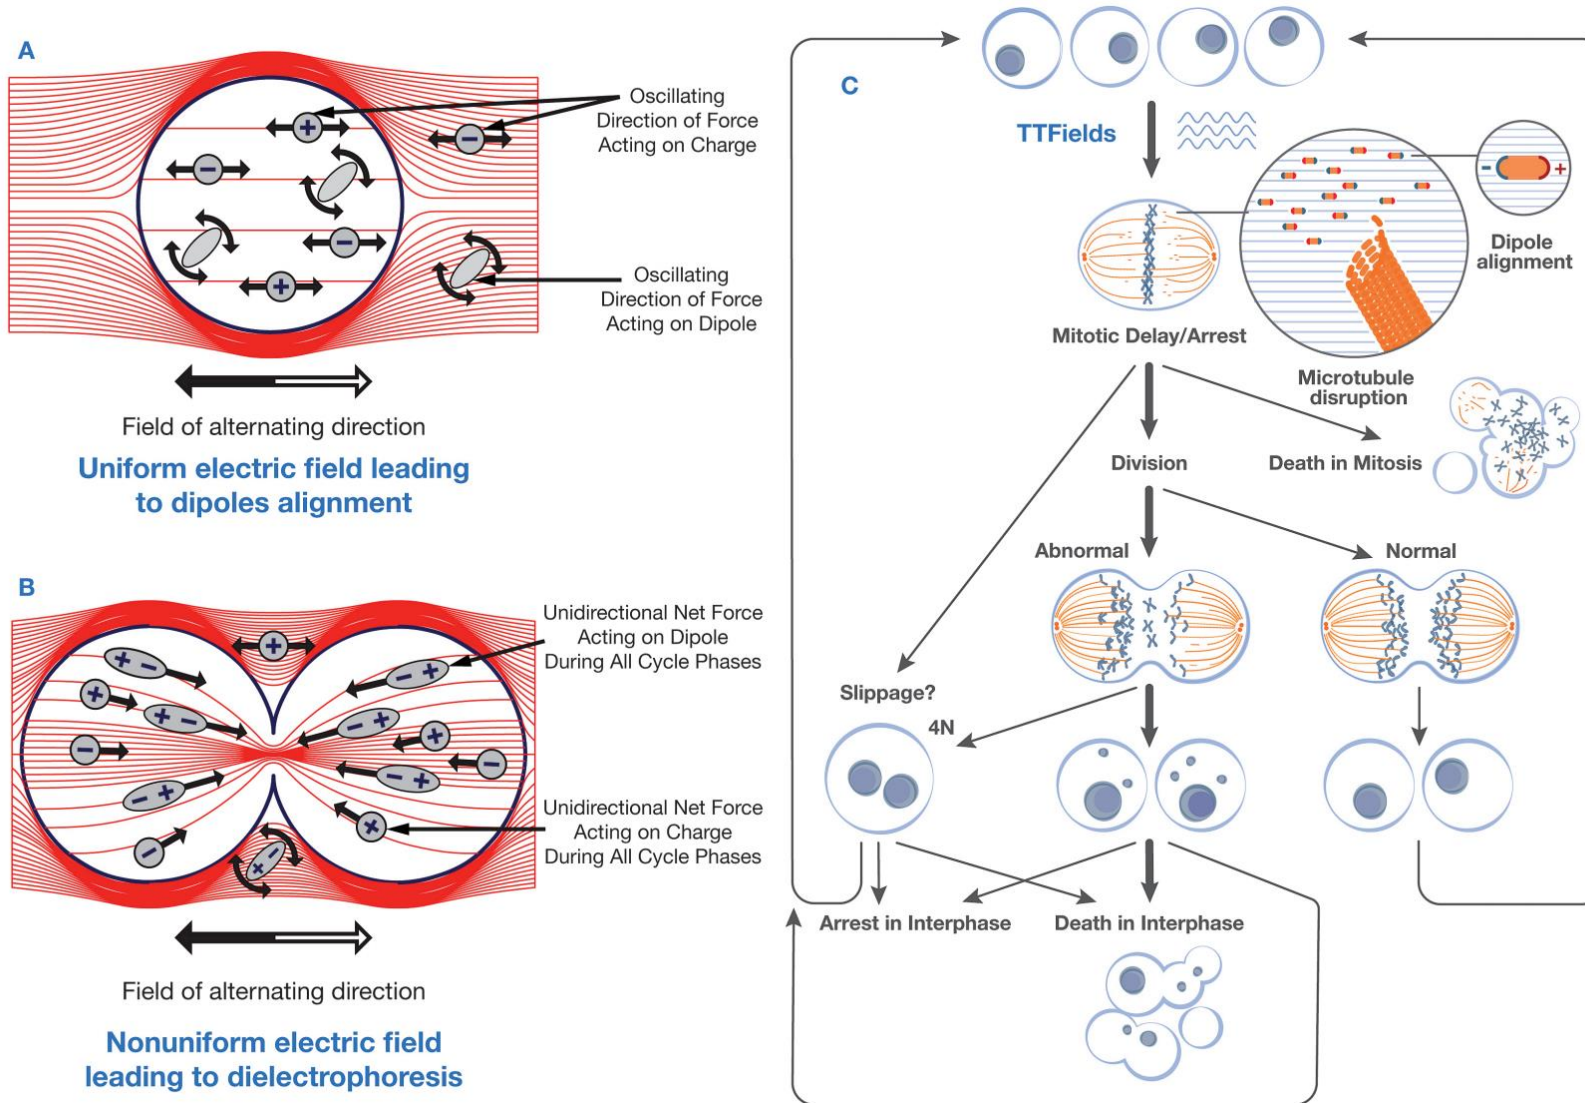 A
Oscillating
Direction of Force
Acting on Charge
+
−
−
−
+
Oscillating
Direction of Force
Acting on Dipole
Field of alternating direction
Uniform electric field leading
to dipoles alignment
B
Unidirectional Net Force
Acting on Dipole
During All Cycle Phases
+
+ −
− +
+
+ −
− +
+
−
−
− +
− +
+
−
+ −
Unidirectional Net Force
Acting on Charge
During All Cycle Phases
Field of alternating direction
Nonuniform electric field
leading to dielectrophoresis
C
TTFields
− +
Dipole
alignment
Mitotic Delay/Arrest
Microtubule
disruption
Division
Death in Mitosis
Abnormal
Normal
Slippage?
4N
Arrest in Interphase
Death in Interphase